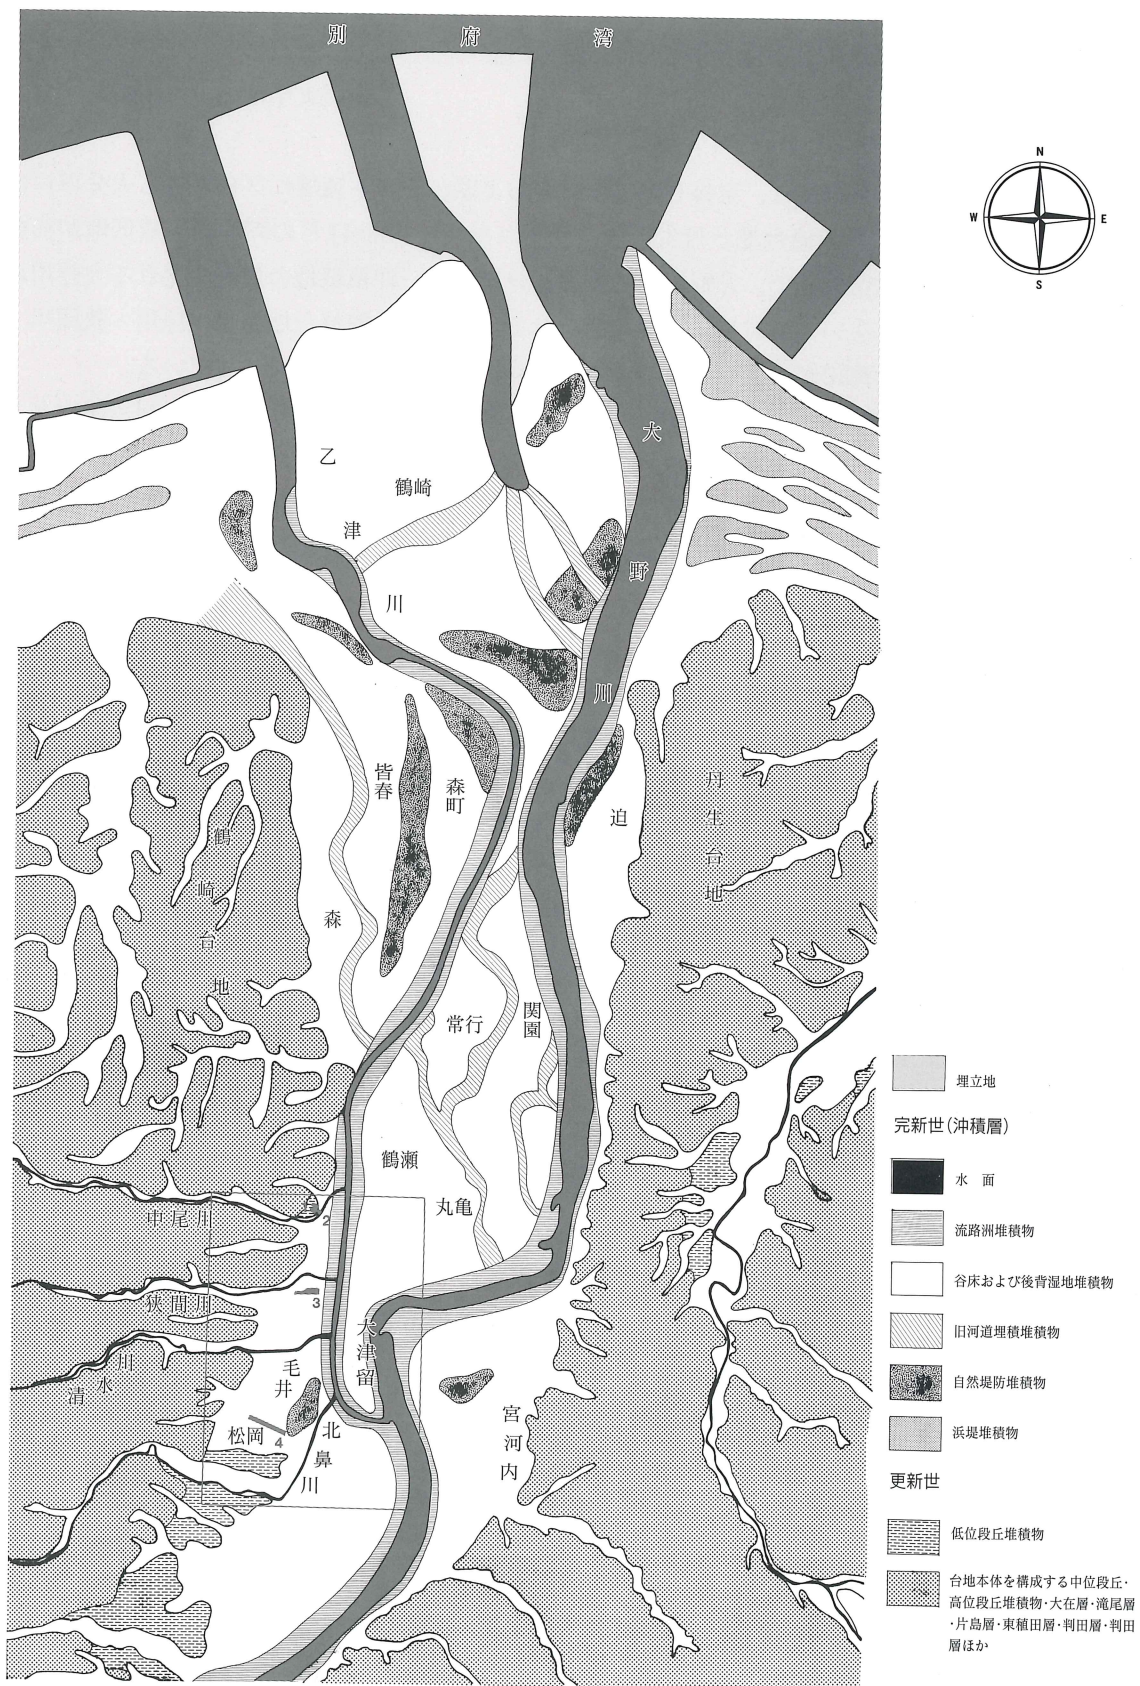 別府湾
N
W
E
S
大野川
乙津川
鶴崎
皆春
森町
迫
丹生台地
鶴崎台地
森
常行
関園
鶴瀬
丸亀
中尾川
2
狭間川
3
大津留
清水川
毛井
松岡
4
北鼻川
宮河内
埋立地
完新世(沖積層)
水 面
流路洲堆積物
谷床および後背湿地堆積物
旧河道埋積堆積物
自然堤防堆積物
浜堤堆積物
更新世
低位段丘堆積物
台地本体を構成する中位段丘・
高位段丘堆積物・大在層・滝尾層
・片島層・東稙田層・判田層・判田
層ほか